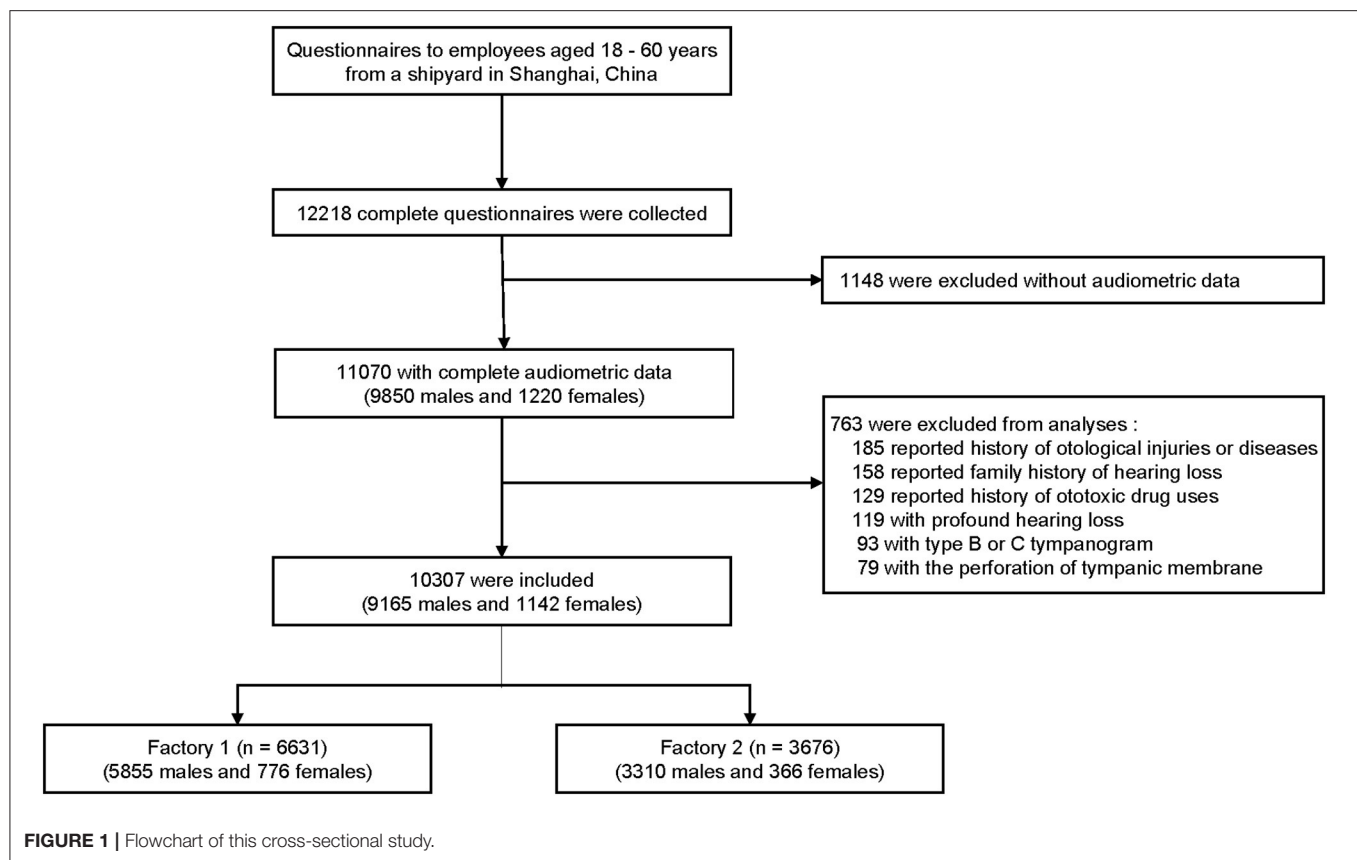 Questionnaires to employees aged 18 - 60 years
from a shipyard in Shanghai, China
12218 complete questionnaires were collected
1148 were excluded without audiometric data
11070 with complete audiometric data
(9850 males and 1220 females)
763 were excluded from analyses :
185 reported history of otological injuries or diseases
158 reported family history of hearing loss
129 reported history of ototoxic drug uses
119 with profound hearing loss
93 with type B or C tympanogram
79 with the perforation of tympanic membrane
10307 were included
(9165 males and 1142 females)
Factory 1 (n = 6631)
(5855 males and 776 females)
Factory 2 (n = 3676)
(3310 males and 366 females)
FIGURE 1 | Flowchart of this cross-sectional study.